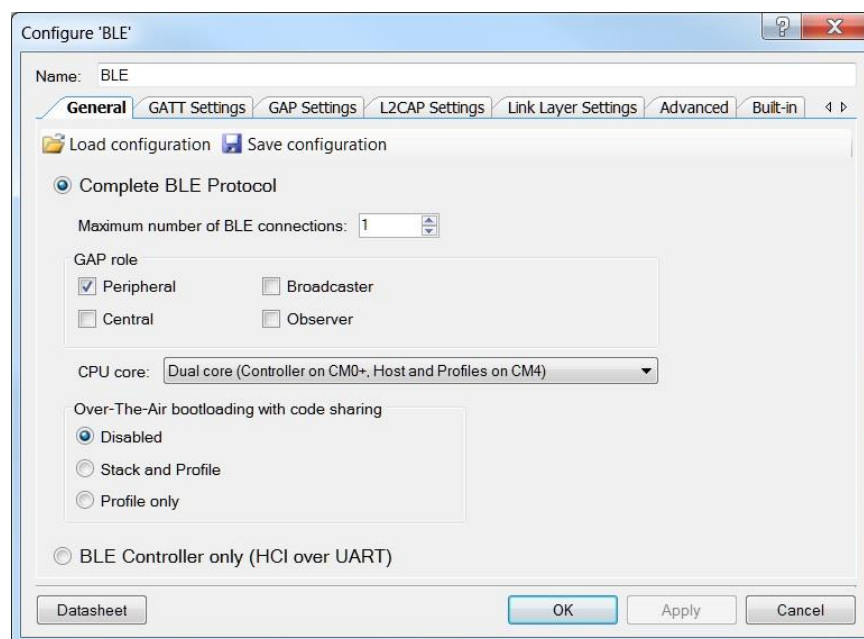 Configure 'BLE'
Name: BLE
General GATT Settings GAP Settings L2CAP Settings Link Layer Settings Advanced Built-in
Load configuration Save configuration
Complete BLE Protocol
Maximum number of BLE connections: 1
GAP role
Peripheral Broadcaster
Central Observer
CPU core: Dual core (Controller on CM0+, Host and Profiles on CM4)
Over-The-Air bootloading with code sharing
Disabled
Stack and Profile
Profile only
BLE Controller only (HCI over UART)
Datasheet OK Apply Cancel